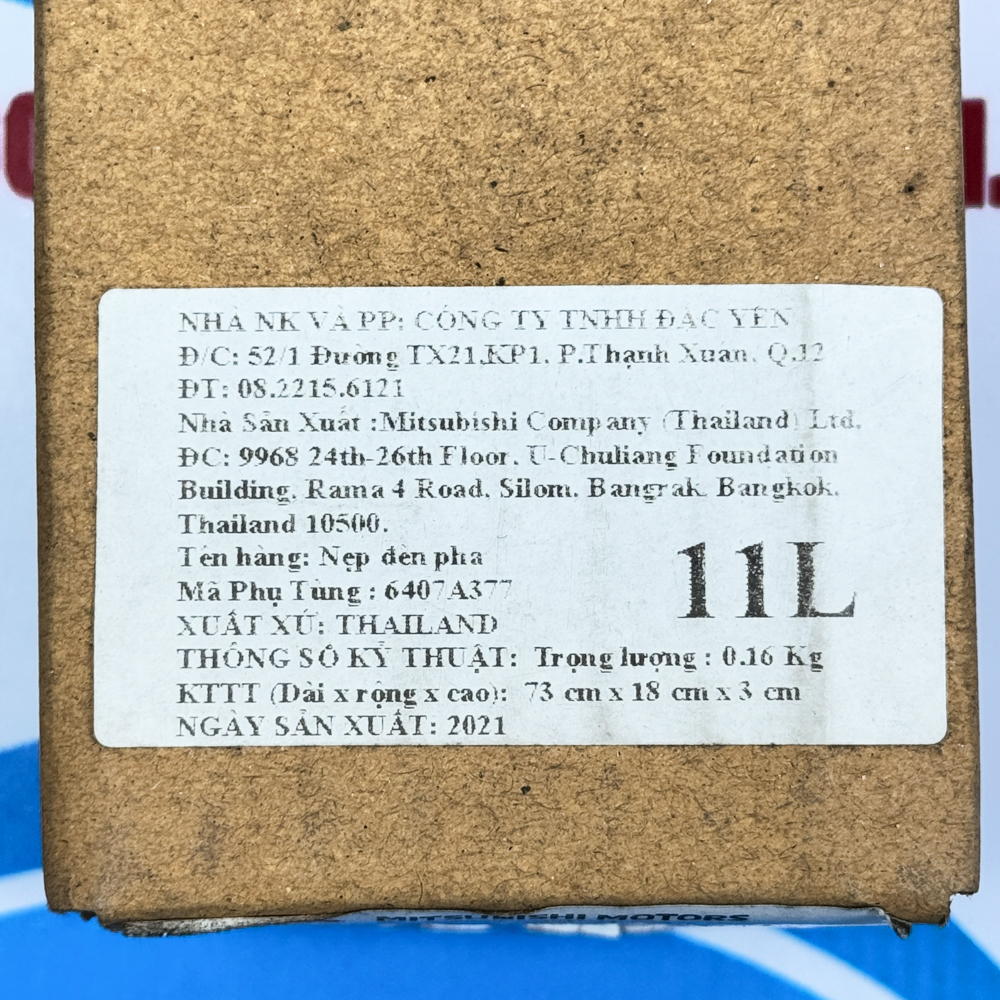 NHÀ NK VÀ PP: CÔNG TY TNHH ĐẶC YÊN
Đ/C: 52/1 Đường TX21,KP1, P.Thạnh Xuân, Q.12
ĐT: 08.2215.6121
Nhà Sản Xuất :Mitsubishi Company (Thailand) Ltd.
ĐC: 9968 24th-26th Floor, U-Chuliang Foundation
Building, Rama 4 Road, Silom, Bangrak, Bangkok,
Thailand 10500.
Tên hàng: Nẹp đèn pha
Mã Phụ Tùng : 6407A377
11L
XUẤT XỨ: THAILAND
THÔNG SỐ KỸ THUẬT: Trọng lượng : 0.16 Kg
KTTT (Dài x rộng x cao): 73 cm x 18 cm x 3 cm
NGÀY SẢN XUẤT: 2021
MITSUBISHI MOTORS